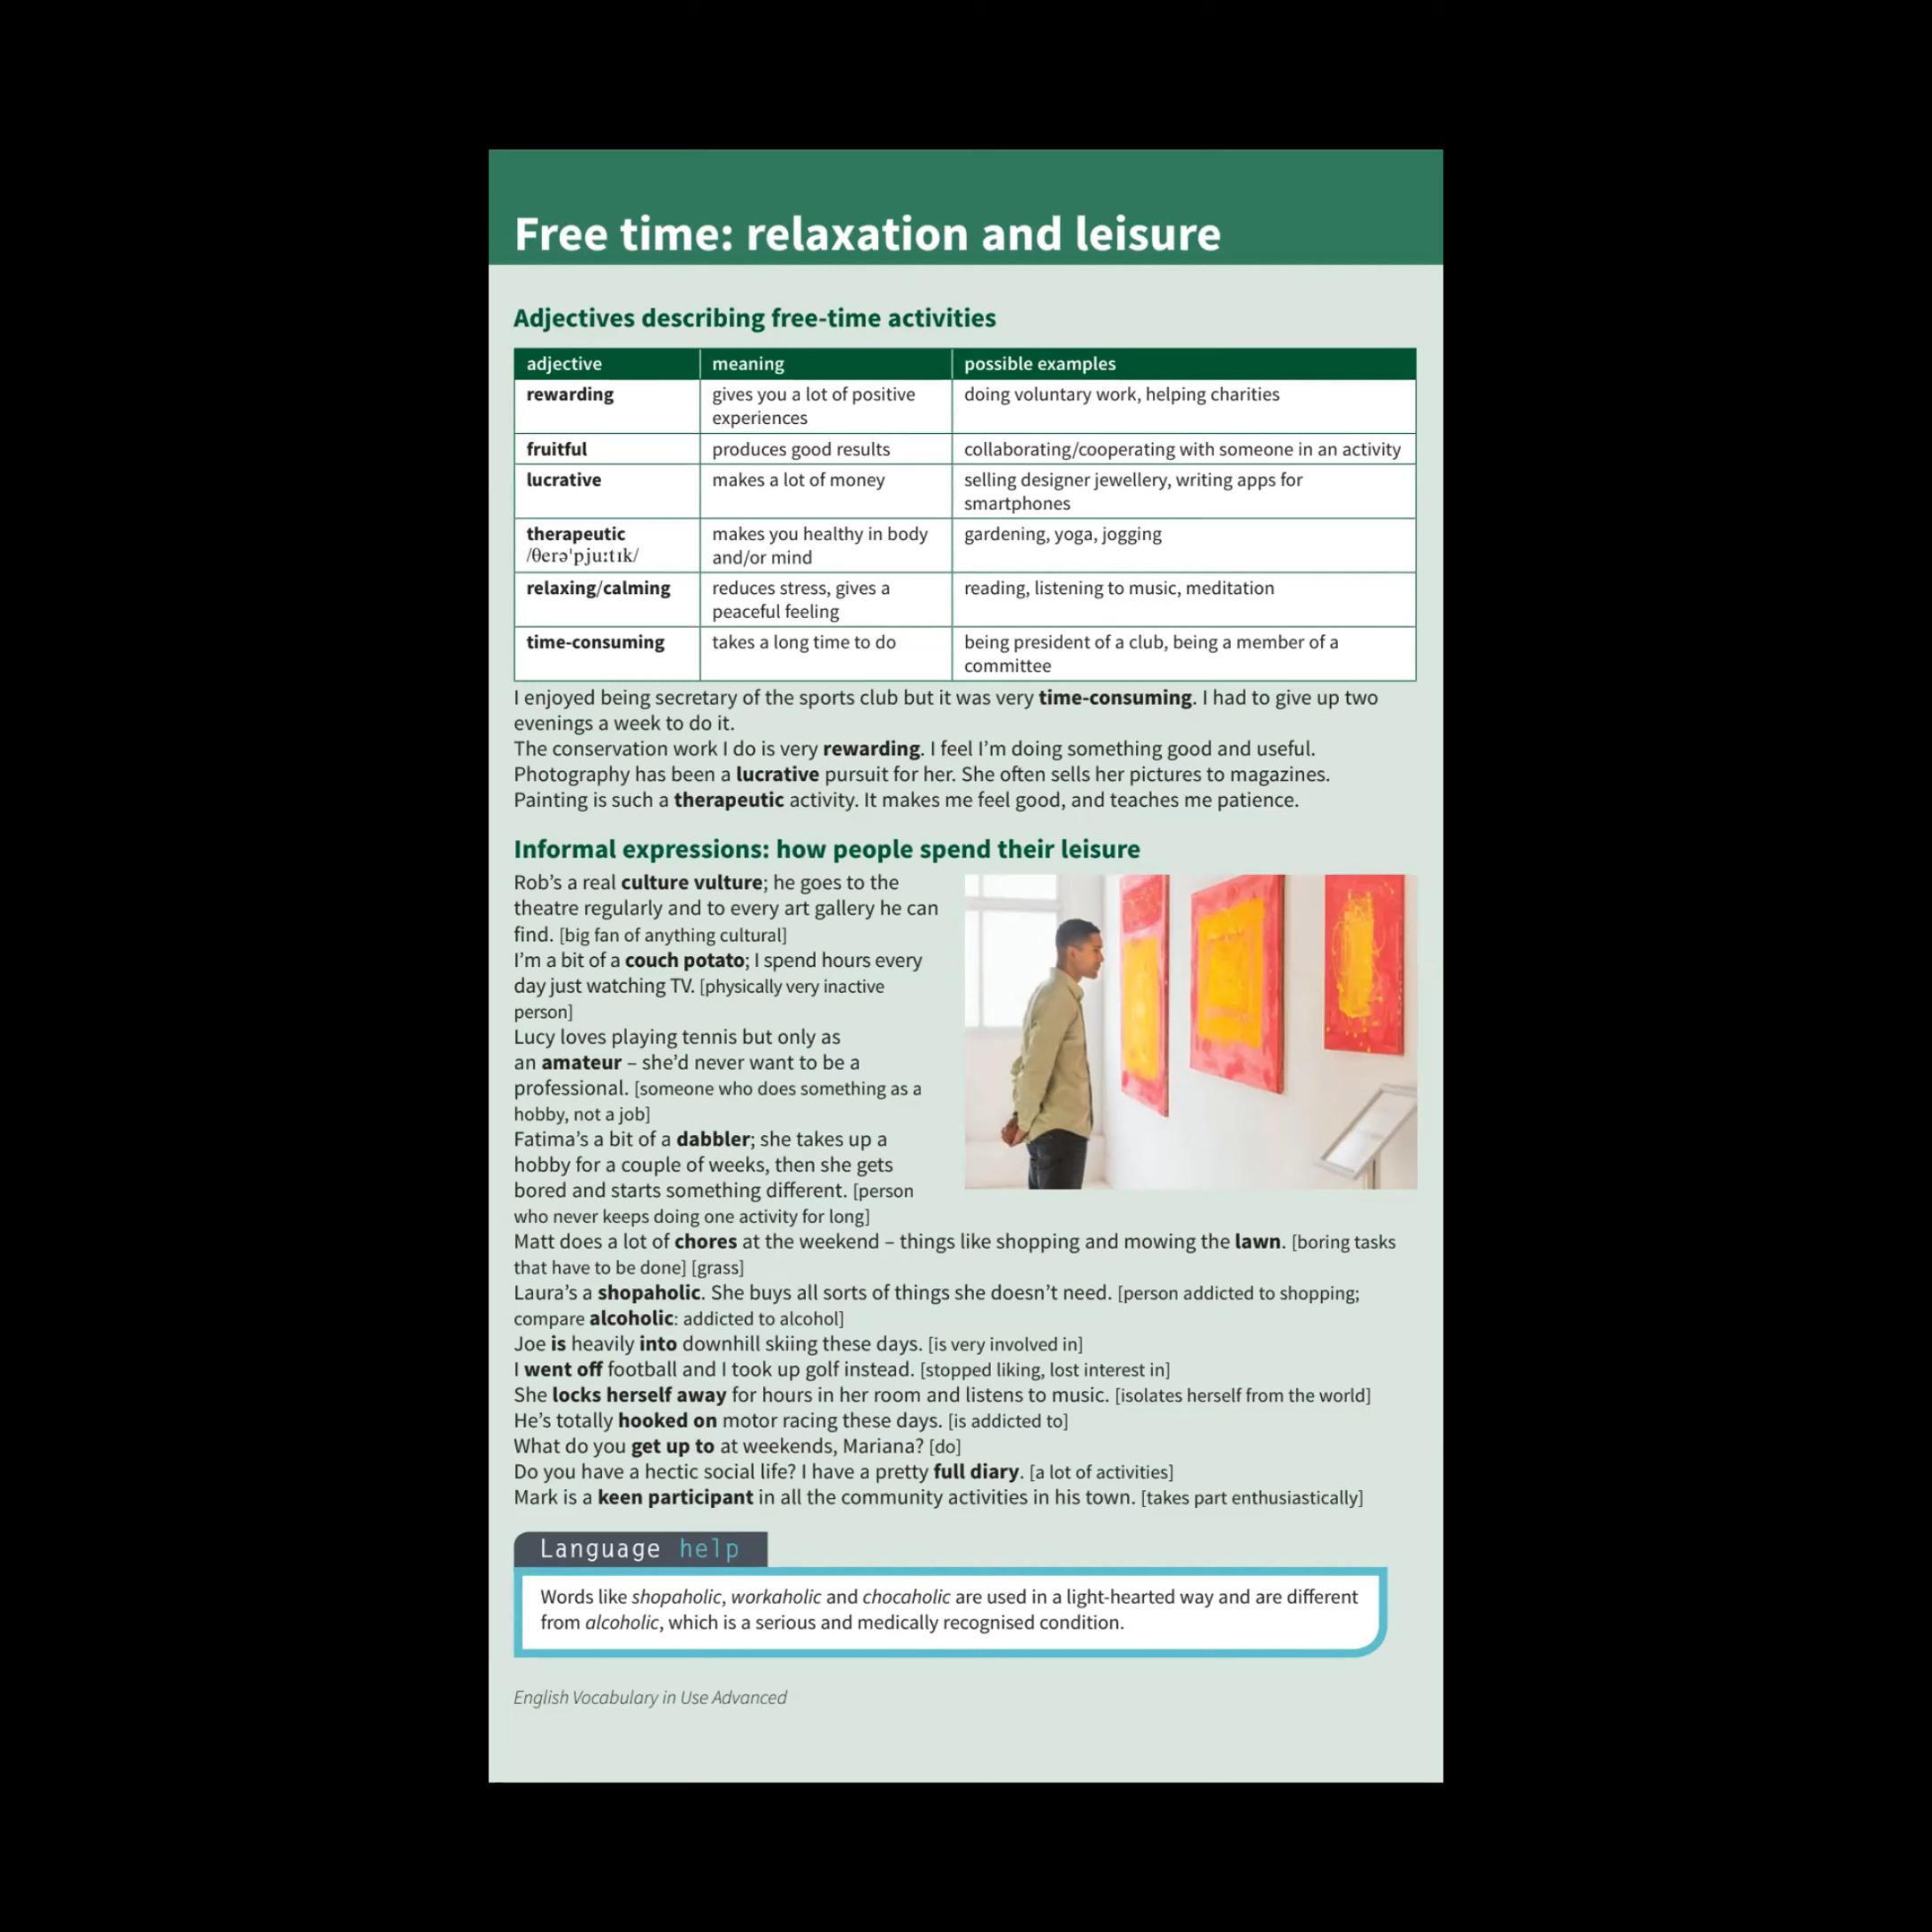 Free time: relaxation and leisure
Adjectives describing free-time activities
adjective meaning possible examples
rewarding gives you a lot of positive experiences doing voluntary work, helping charities
fruitful produces good results collaborating/cooperating with someone in an activity
lucrative makes a lot of money selling designer jewellery, writing apps for smartphones
therapeutic /θerəˈpjuːtɪk/ makes you healthy in body and/or mind gardening, yoga, jogging
relaxing/calming reduces stress, gives a peaceful feeling reading, listening to music, meditation
time-consuming takes a long time to do being president of a club, being a member of a committee
I enjoyed being secretary of the sports club but it was very time-consuming. I had to give up two
evenings a week to do it.
The conservation work I do is very rewarding. I feel I’m doing something good and useful.
Photography has been a lucrative pursuit for her. She often sells her pictures to magazines.
Painting is such a therapeutic activity. It makes me feel good, and teaches me patience.
Informal expressions: how people spend their leisure
Rob’s a real culture vulture; he goes to the
theatre regularly and to every art gallery he can
find. [big fan of anything cultural]
I’m a bit of a couch potato; I spend hours every
day just watching TV. [physically very inactive
person]
Lucy loves playing tennis but only as
an amateur – she’d never want to be a
professional. [someone who does something as a
hobby, not a job]
Fatima’s a bit of a dabbler; she takes up a
hobby for a couple of weeks, then she gets
bored and starts something different. [person
who never keeps doing one activity for long]
Matt does a lot of chores at the weekend – things like shopping and mowing the lawn. [boring tasks
that have to be done] [grass]
Laura’s a shopaholic. She buys all sorts of things she doesn’t need. [person addicted to shopping;
compare alcoholic: addicted to alcohol]
Joe is heavily into downhill skiing these days. [is very involved in]
I went off football and I took up golf instead. [stopped liking, lost interest in]
She locks herself away for hours in her room and listens to music. [isolates herself from the world]
He’s totally hooked on motor racing these days. [is addicted to]
What do you get up to at weekends, Mariana? [do]
Do you have a hectic social life? I have a pretty full diary. [a lot of activities]
Mark is a keen participant in all the community activities in his town. [takes part enthusiastically]
Language help
Words like shopaholic, workaholic and chocaholic are used in a light-hearted way and are different
from alcoholic, which is a serious and medically recognised condition.
English Vocabulary in Use Advanced